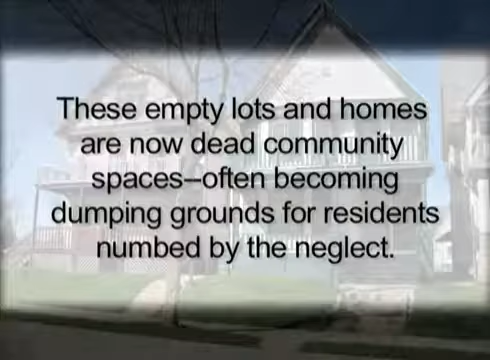 These empty lots and homes
are now dead community
spaces–often becoming
dumping grounds for residents
numbed by the neglect.